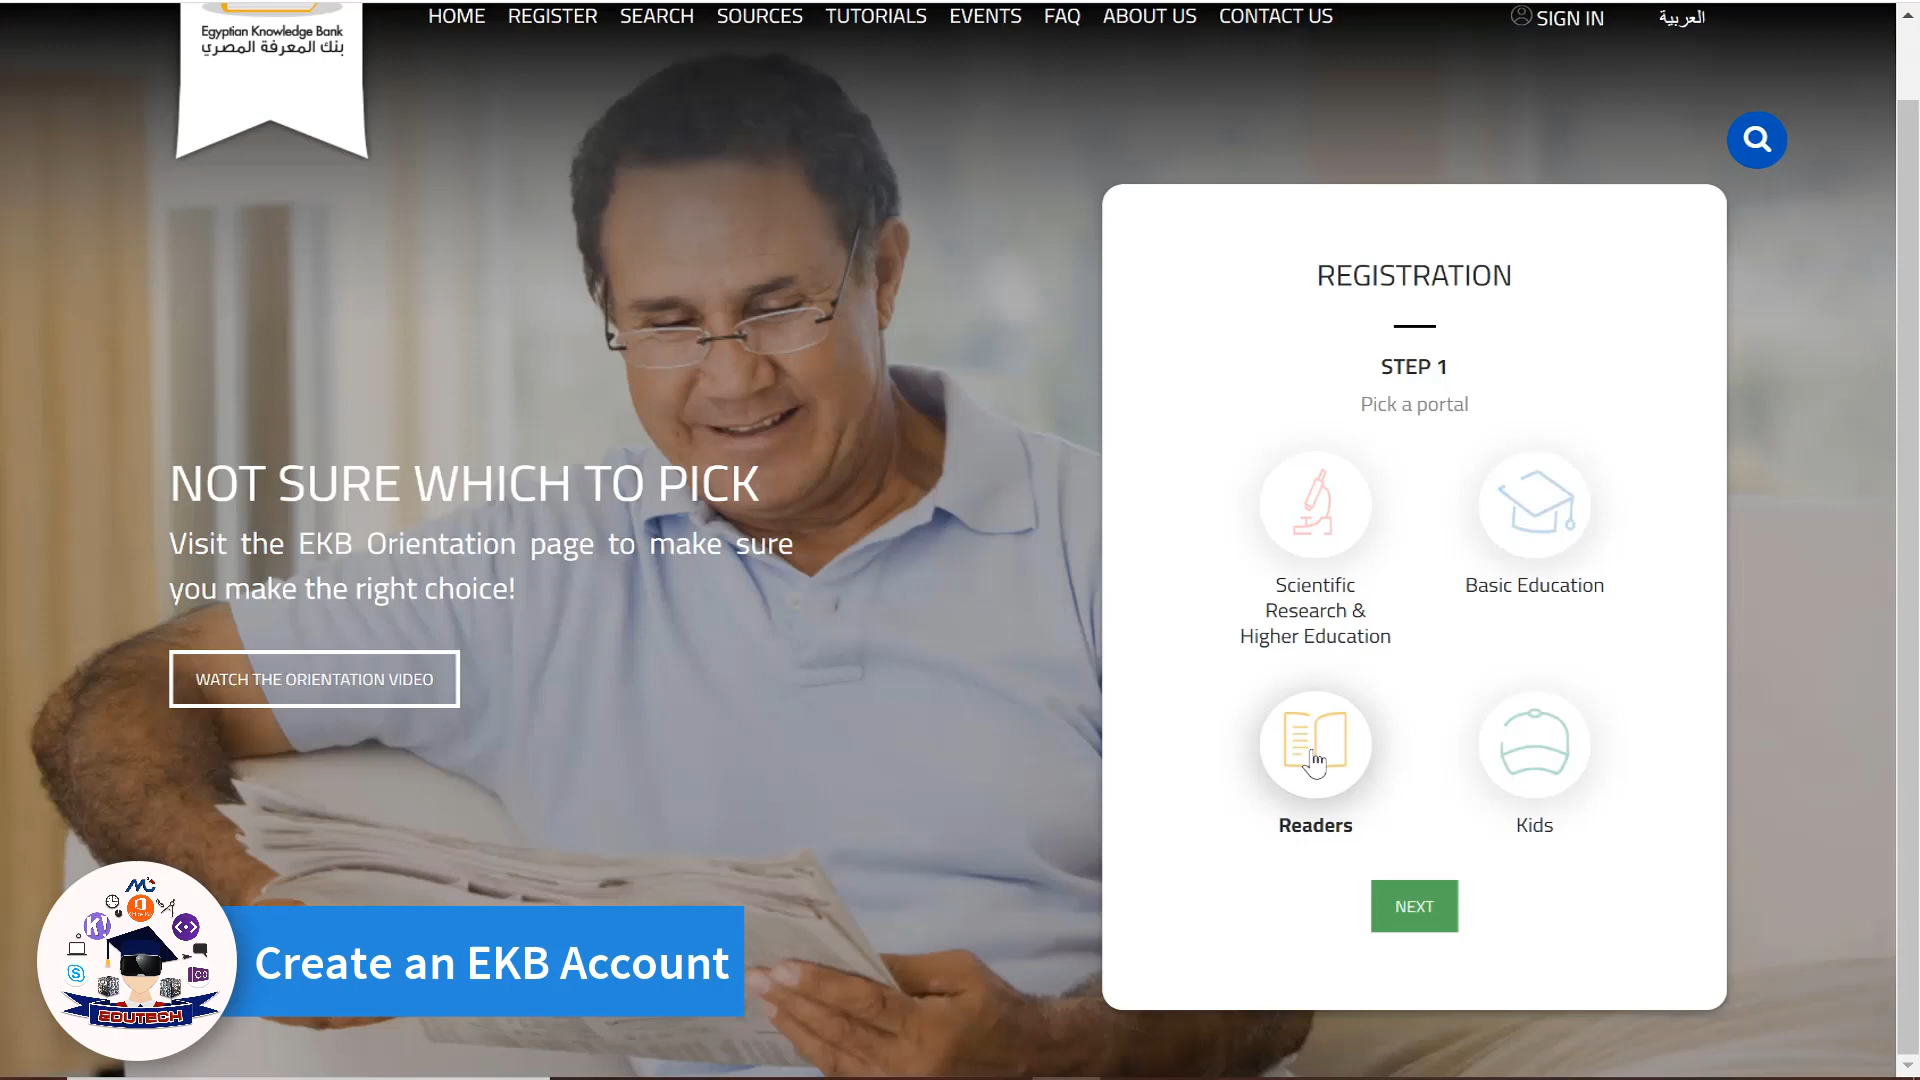 Egyptian Knowledge Bank
بنك المعرفة المصري
HOME REGISTER SEARCH SOURCES TUTORIALS EVENTS FAQ ABOUT US CONTACT US
SIGN IN
العربية
REGISTRATION
STEP 1
Pick a portal
Scientific
Research &
Higher Education
Basic Education
Readers
Kids
NEXT
NOT SURE WHICH TO PICK
Visit the EKB Orientation page to make sure
you make the right choice!
WATCH THE ORIENTATION VIDEO
EDUTECH
Create an EKB Account